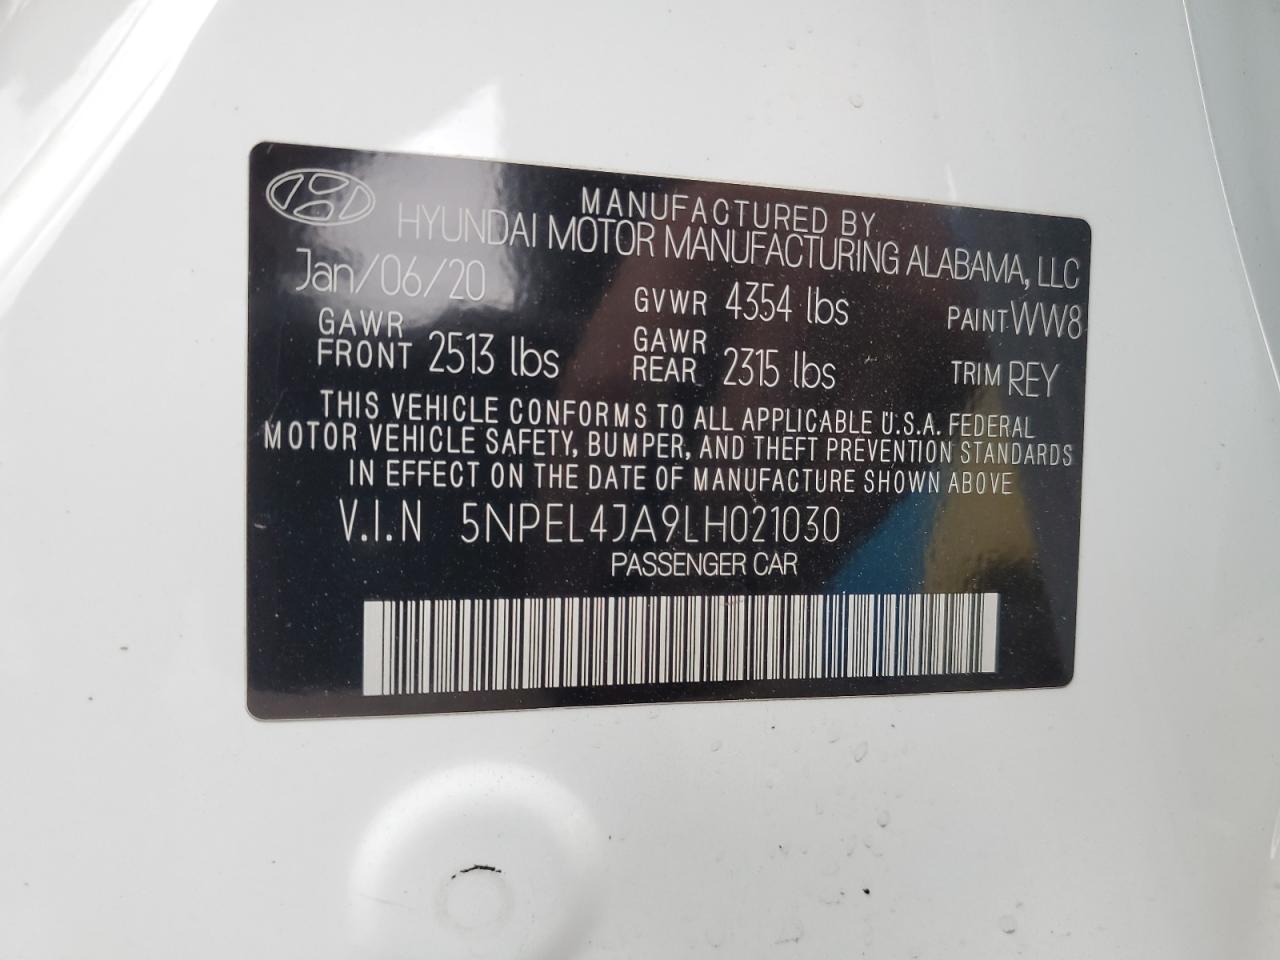 MANUFACTURED BY
HYUNDAI MOTOR MANUFACTURING ALABAMA, LLC
Jan/06/20
GVWR 4354 lbs
PAINT WW8
GAWR
FRONT 2513 lbs
GAWR
REAR 2315 lbs
TRIM REY
THIS VEHICLE CONFORMS TO ALL APPLICABLE U.S.A. FEDERAL
MOTOR VEHICLE SAFETY, BUMPER, AND THEFT PREVENTION STANDARDS
IN EFFECT ON THE DATE OF MANUFACTURE SHOWN ABOVE
V.I.N 5NPEL4JA9LH021030
PASSENGER CAR